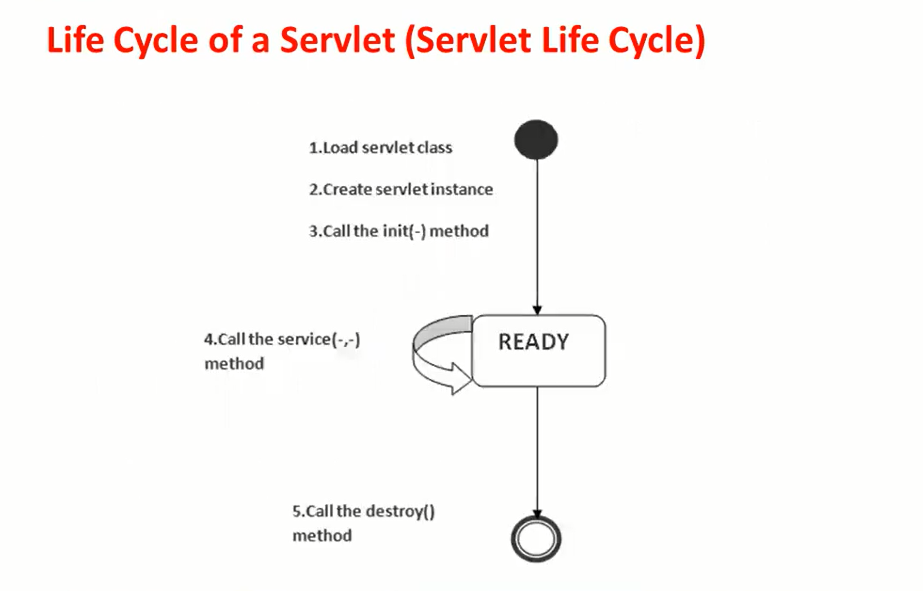 Life Cycle of a Servlet (Servlet Life Cycle)
1.Load servlet class
2.Create servlet instance
3.Call the init(-) method
READY
4.Call the service(-,-)
method
5.Call the destroy()
method